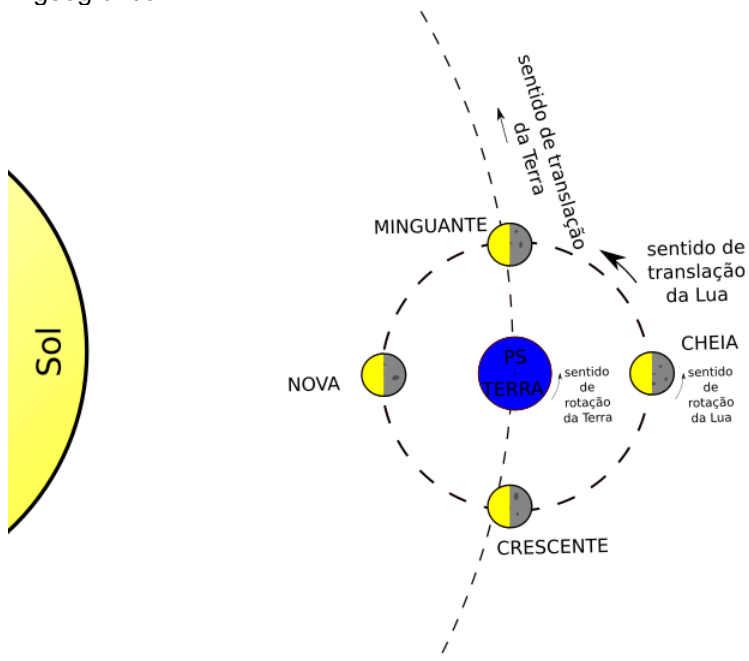 sentido de translação
da Terra
MINGUANTE
sentido de
translação
da Lua
Sol
NOVA
PS
TERRA
sentido
de
rotação
da Terra
CHEIA
sentido
de
rotação
da Lua
CRESCENTE